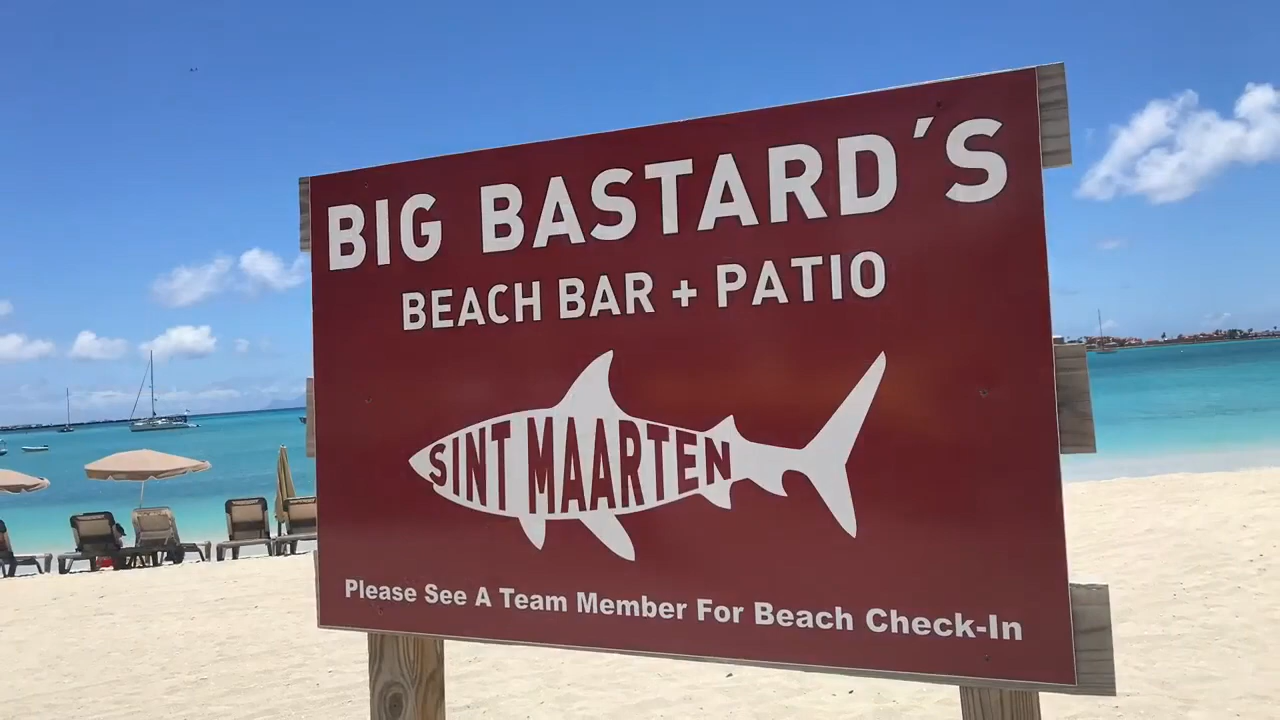 BIG BASTARD´S
BEACH BAR + PATIO
SINT MAARTEN
Please See A Team Member For Beach Check-In